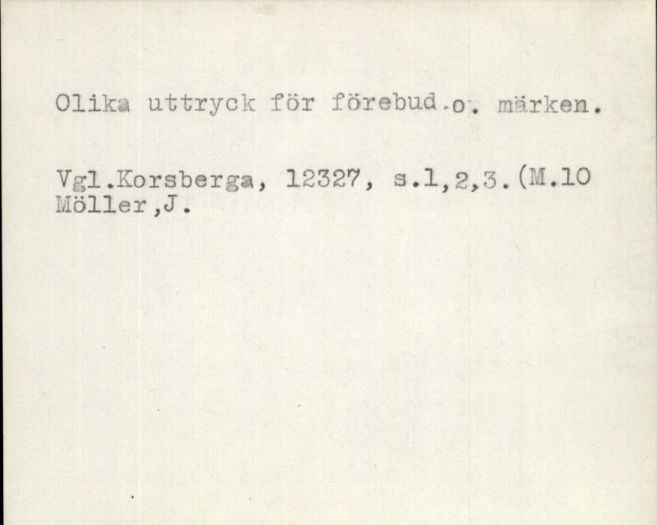 Olika uttryck för förebud.o. märken.
Vgl.Korsberga, 12327, s.1,2,3.(M.10
Möller,J.